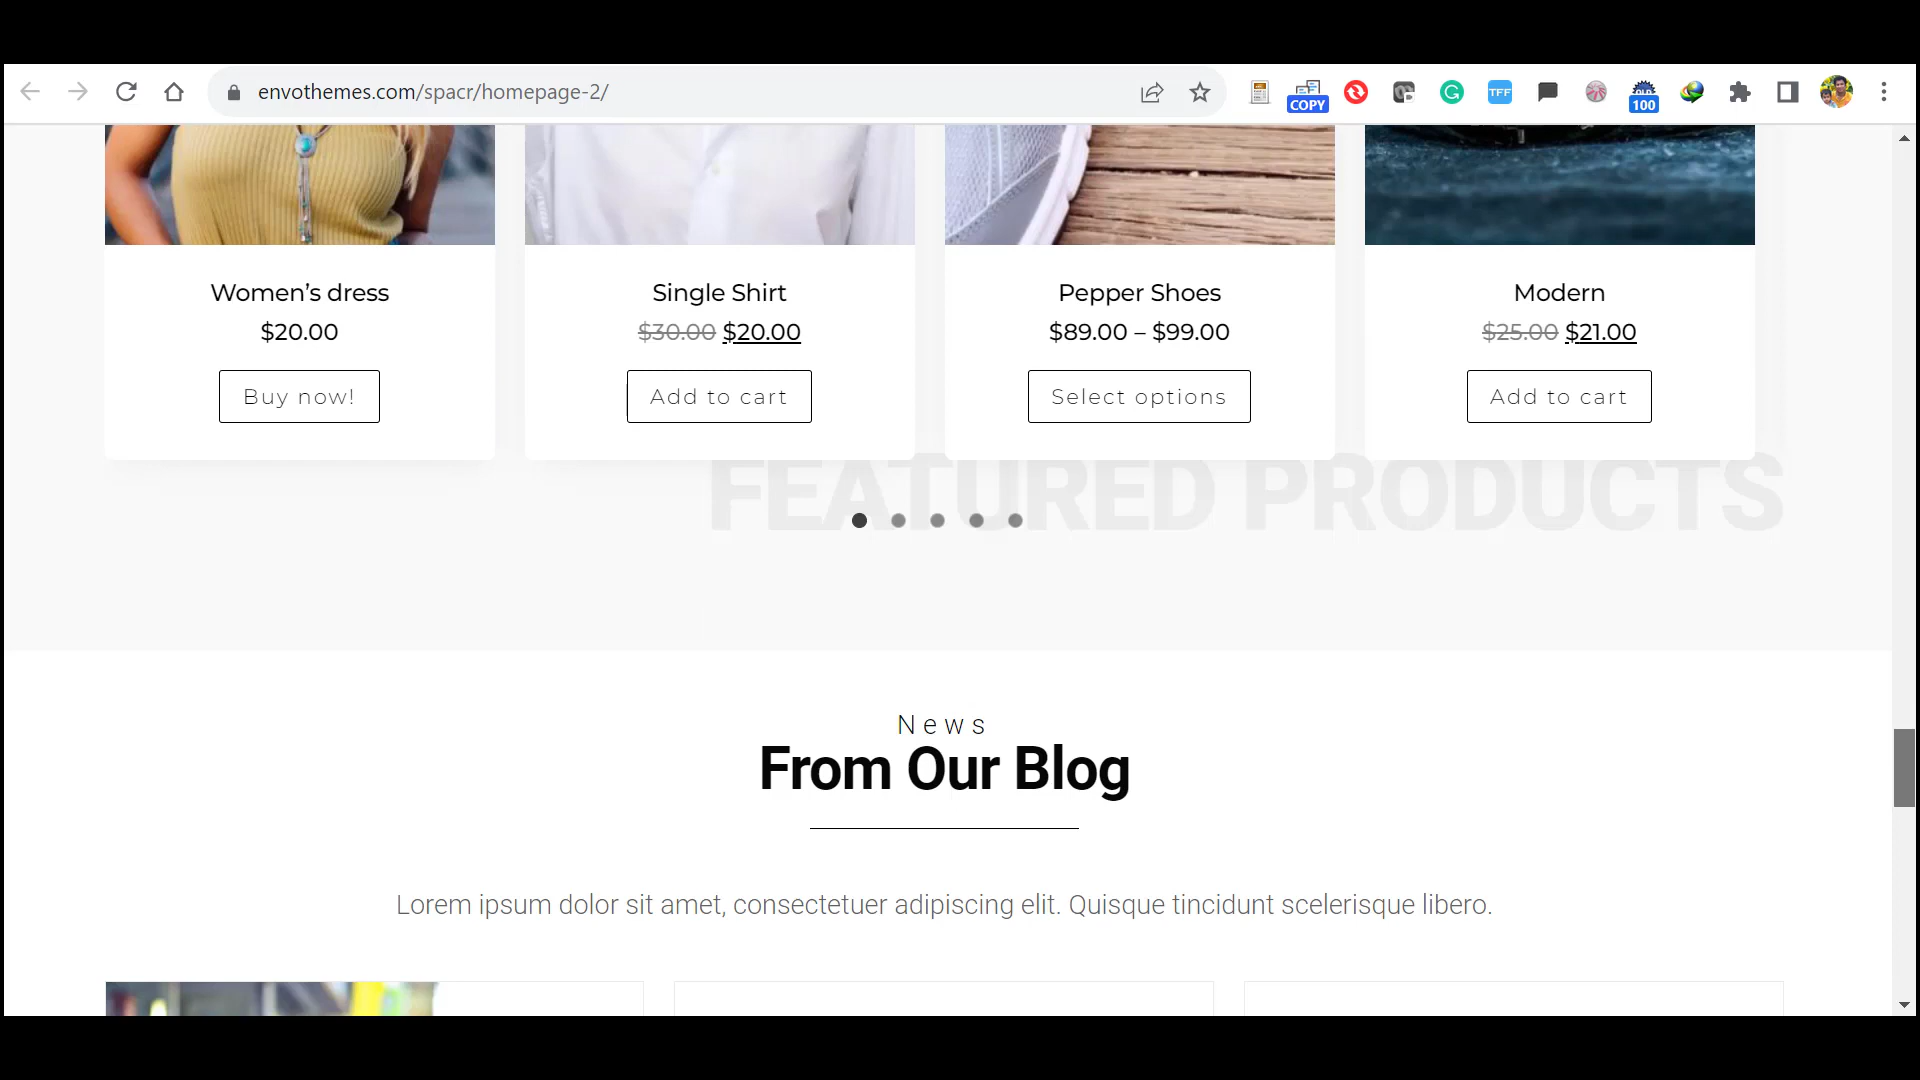 envothemes.com/spacr/homepage-2/
COPY
TFF
100
Women’s dress
$20.00
Buy now!
Single Shirt
$30.00 $20.00
Add to cart
Pepper Shoes
$89.00 – $99.00
Select options
Modern
$25.00 $21.00
Add to cart
FEATURED PRODUCTS
News
From Our Blog
Lorem ipsum dolor sit amet, consectetuer adipiscing elit. Quisque tincidunt scelerisque libero.